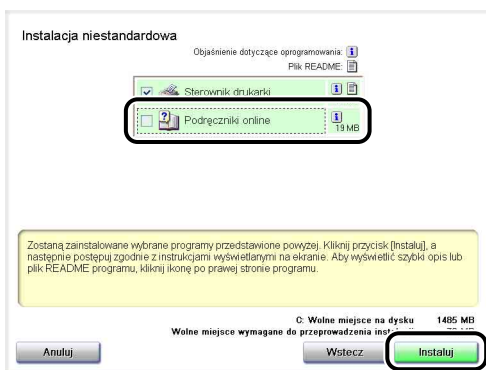 Instalacja niestandardowa
Objaśnienie dotyczące oprogramowania:
Plik README:
Sterownik drukarki
Podręczniki online
19 MB
Zostaną zainstalowane wybrane programy przedstawione powyżej. Kliknij przycisk [Instaluj], a
następnie postępuj zgodnie z instrukcjami wyświetlanymi na ekranie. Aby wyświetlić szybki opis lub
plik README programu, kliknij ikonę po prawej stronie programu.
C: Wolne miejsce na dysku 1485 MB
Wolne miejsce wymagane do przeprowadzenia MB
Anuluj Wstecz Instaluj